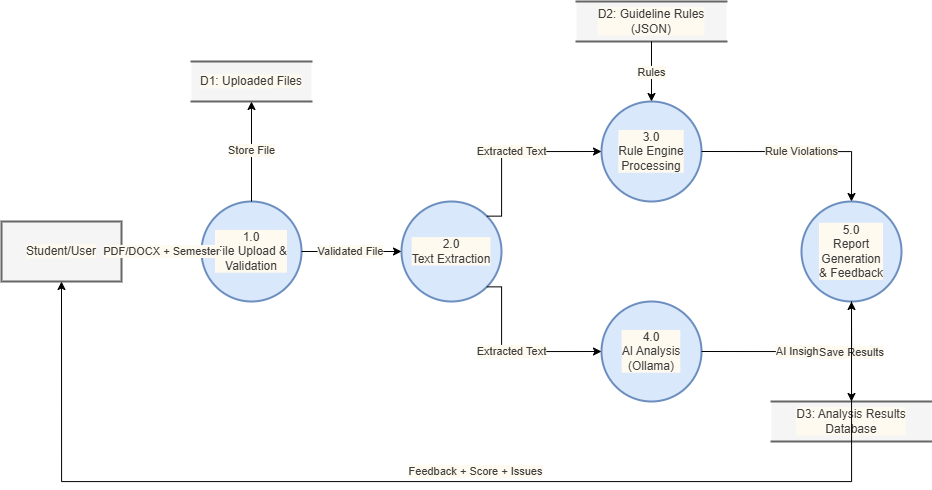 D2: Guideline Rules
(JSON)
D1: Uploaded Files
Rules
Store File
Extracted Text
3.0
Rule Engine
Processing
Rule Violations
Student/User
PDF/DOCX + Semester
1.0
ile Upload &
Validation
Validated File
2.0
Text Extraction
5.0
Report
Generation
& Feedback
Extracted Text
4.0
AI Analysis
(Ollama)
AI Insigh
Save Results
D3: Analysis Results
Database
Feedback + Score + Issues